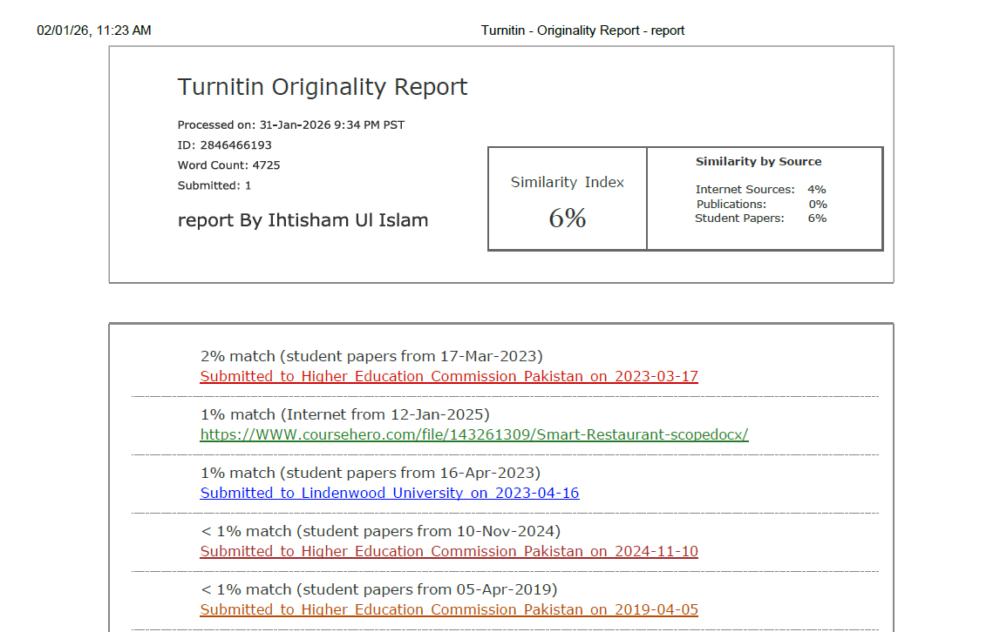 02/01/26, 11:23 AM
Turnitin - Originality Report - report
Turnitin Originality Report
Processed on: 31-Jan-2026 9:34 PM PST
ID: 2846466193
Word Count: 4725
Submitted: 1
report By Ihtisham Ul Islam
Similarity Index
6%
Similarity by Source
Internet Sources: 4%
Publications: 0%
Student Papers: 6%
2% match (student papers from 17-Mar-2023)
Submitted to Higher Education Commission Pakistan on 2023-03-17
1% match (Internet from 12-Jan-2025)
https://WWW.coursehero.com/file/143261309/Smart-Restaurant-scopedocx/
1% match (student papers from 16-Apr-2023)
Submitted to Lindenwood University on 2023-04-16
< 1% match (student papers from 10-Nov-2024)
Submitted to Higher Education Commission Pakistan on 2024-11-10
< 1% match (student papers from 05-Apr-2019)
Submitted to Higher Education Commission Pakistan on 2019-04-05